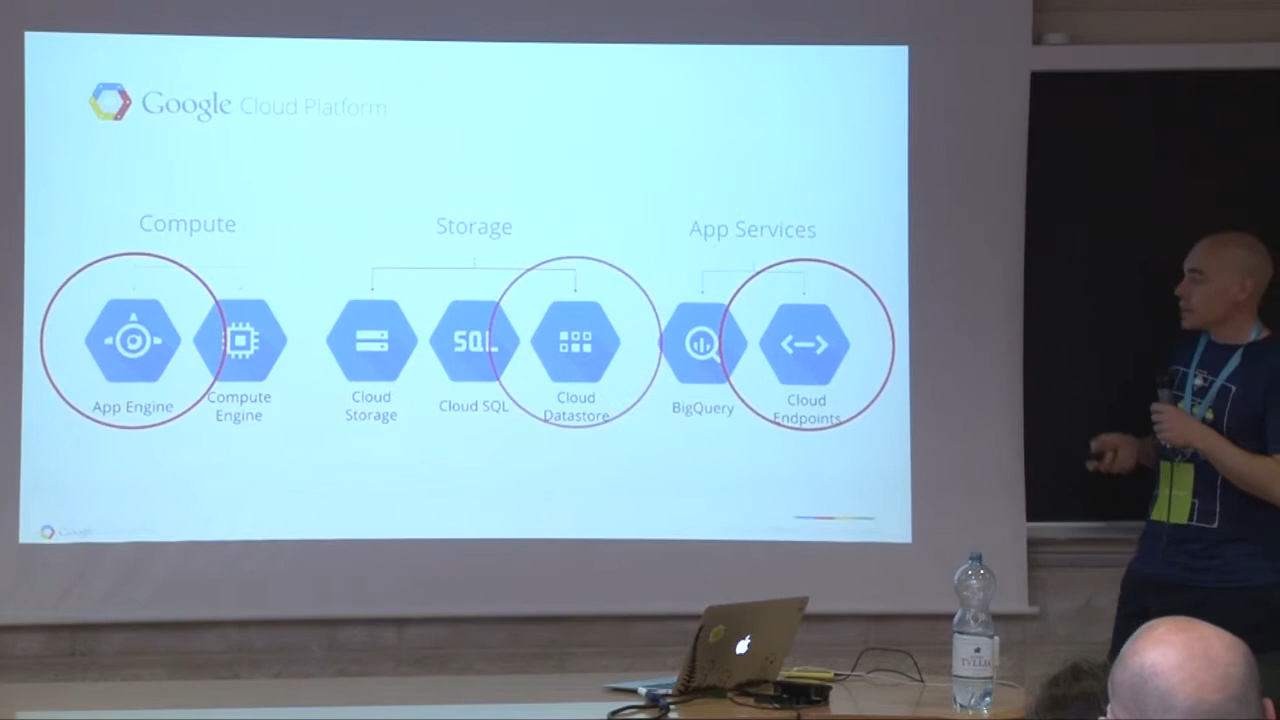 Google Cloud Platform
Compute
Storage
App Services
SQL
App Engine
Compute
Engine
Cloud
Storage
Cloud SQL
Cloud
Datastore
BigQuery
Cloud
Endpoints
Google